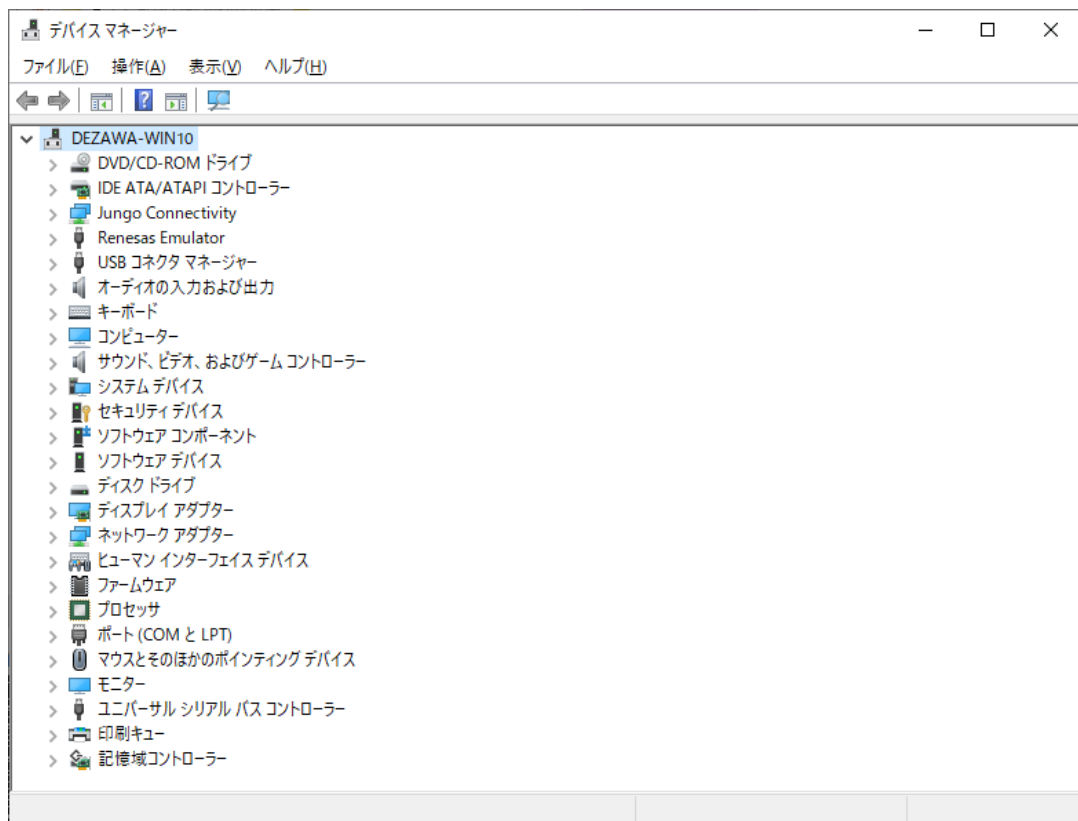 デバイス マネージャー
ファイル(F) 操作(A) 表示(V) ヘルプ(H)
DEZAWA-WIN10
DVD/CD-ROM ドライブ
IDE ATA/ATAPI コントローラー
Jungo Connectivity
Renesas Emulator
USB コネクタ マネージャー
オーディオの入力および出力
キーボード
コンピューター
サウンド、ビデオ、およびゲーム コントローラー
システム デバイス
セキュリティ デバイス
ソフトウェア コンポーネント
ソフトウェア デバイス
ディスク ドライブ
ディスプレイ アダプター
ネットワーク アダプター
ヒューマン インターフェイス デバイス
ファームウェア
プロセッサ
ポート (COM と LPT)
マウスとそのほかのポインティング デバイス
モニター
ユニバーサル シリアル バス コントローラー
印刷キュー
記憶域コントローラー